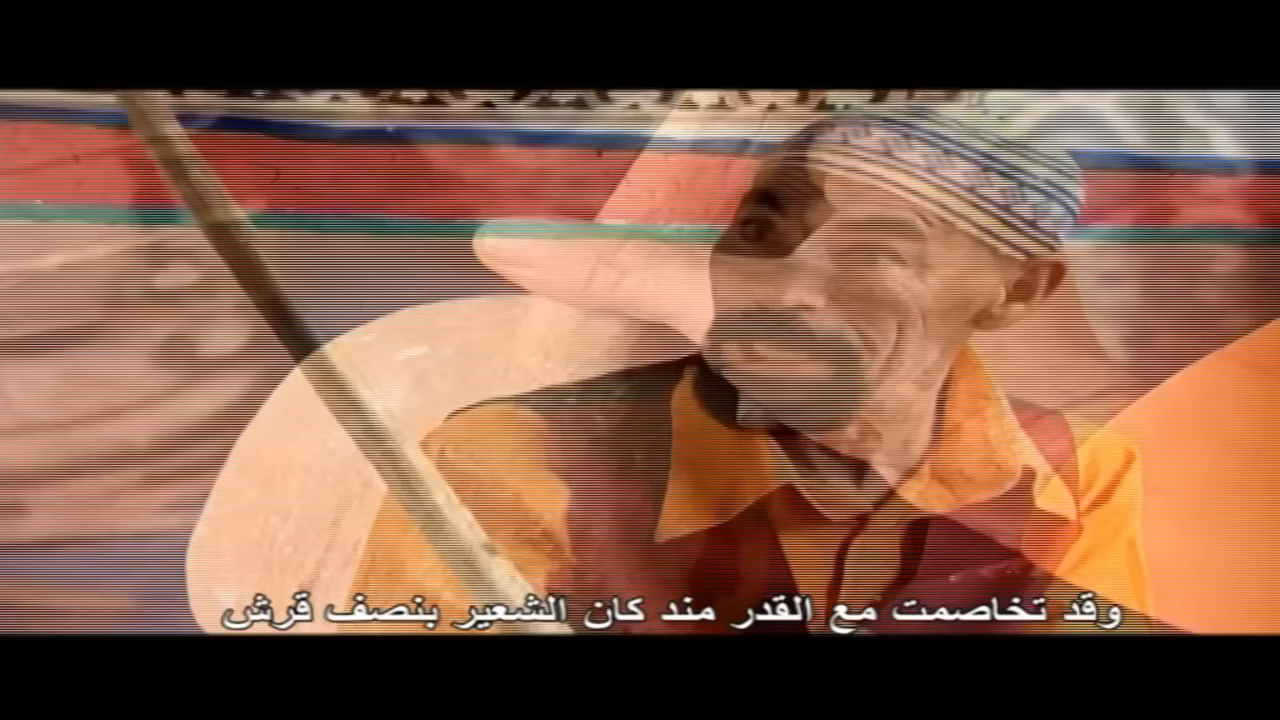 وقد تخاصمت مع القدر مند كان الشعير بنصف قرش